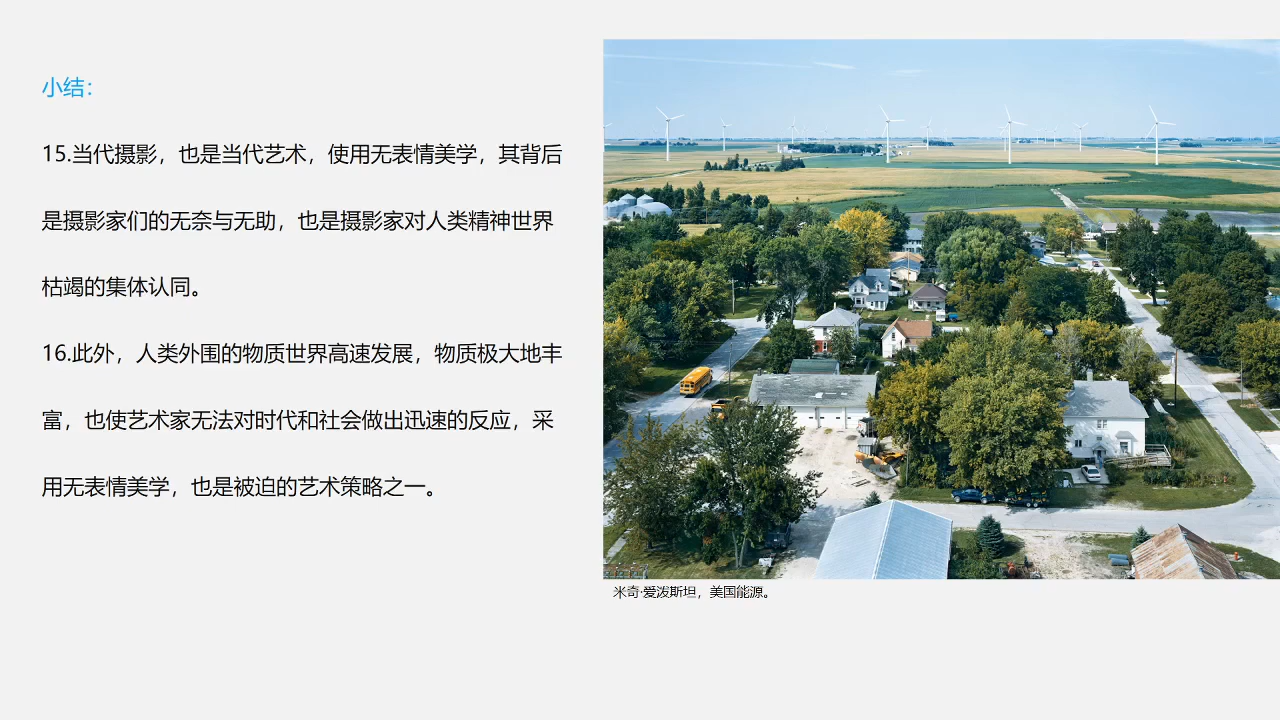 小结：
15.当代摄影，也是当代艺术，使用无表情美学，其背后
是摄影家们的无奈与无助，也是摄影家对人类精神世界
枯竭的集体认同。
16.此外，人类外围的物质世界高速发展，物质极大地丰
富，也使艺术家无法对时代和社会做出迅速的反应，采
用无表情美学，也是被迫的艺术策略之一。
米奇·爱泼斯坦，美国能源。